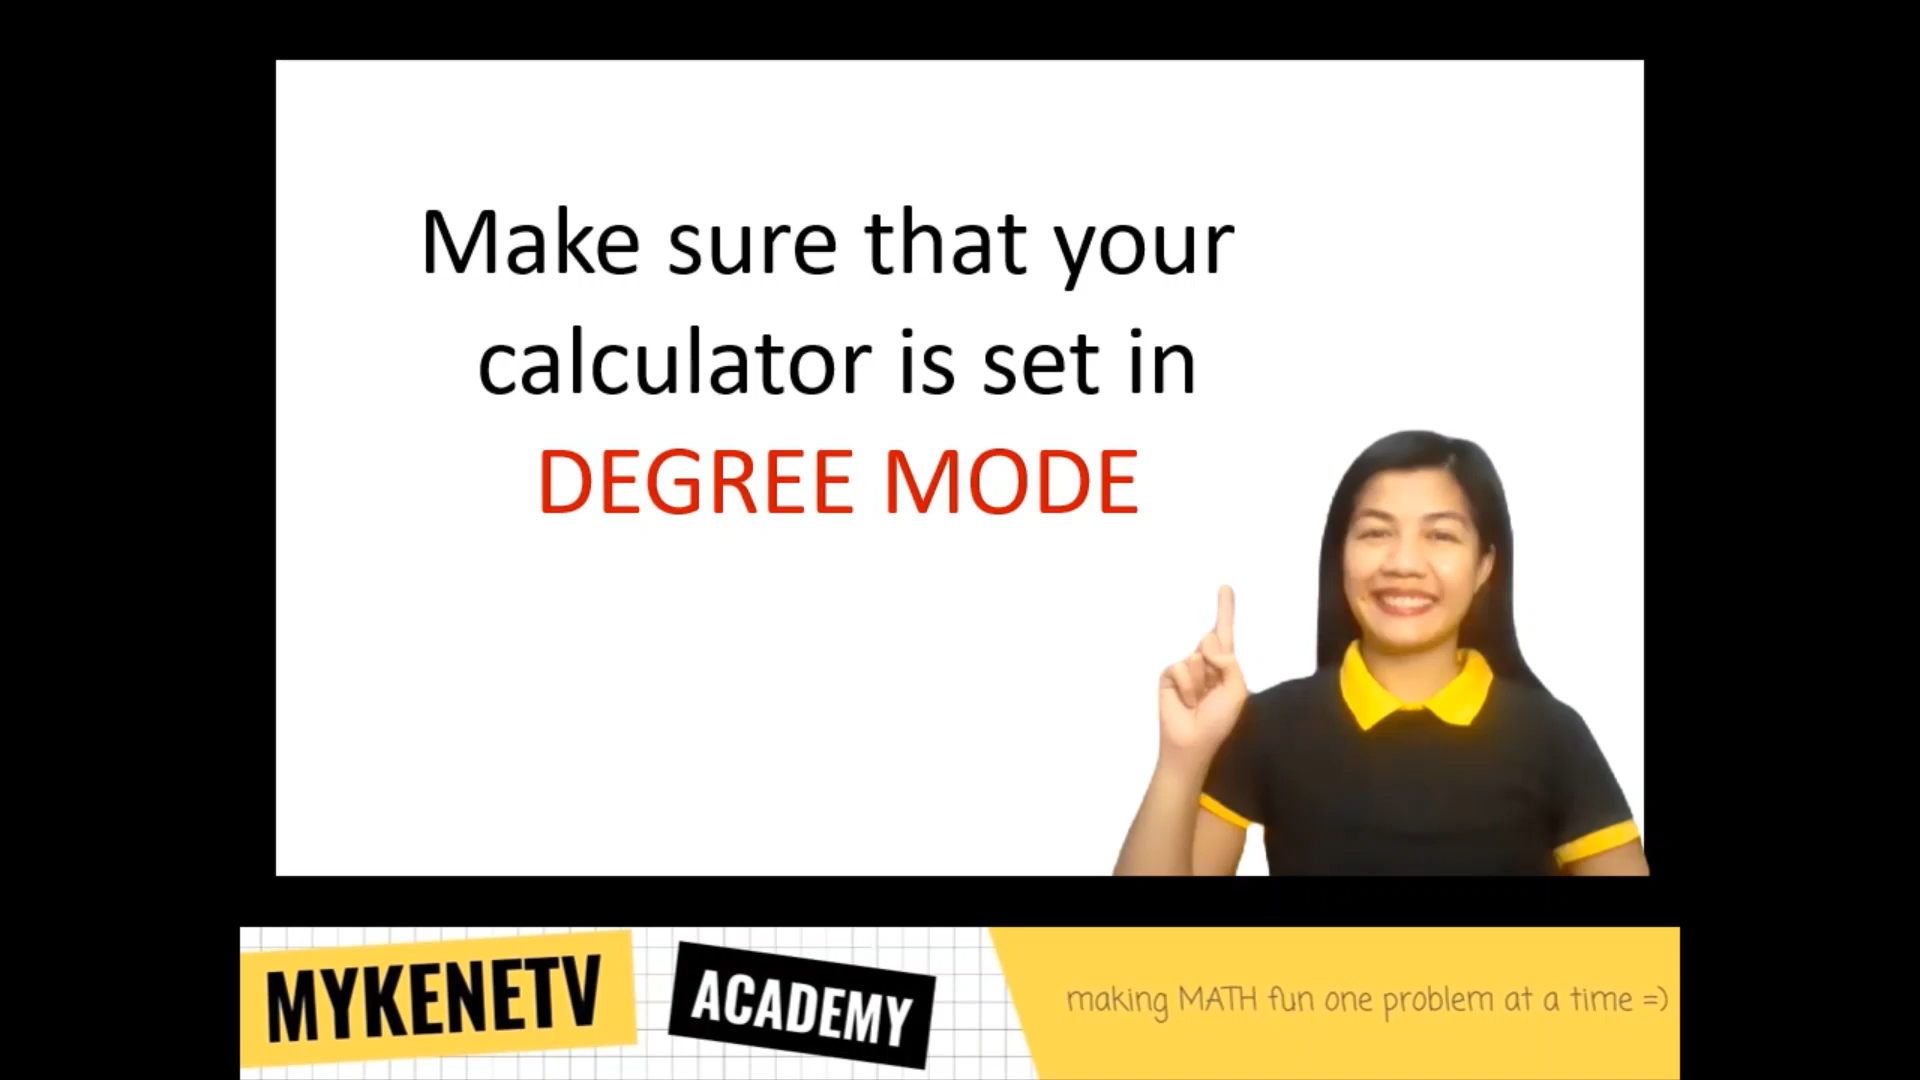 Make sure that your
calculator is set in
DEGREE MODE
MYKENETV
ACADEMY
making MATH fun one problem at a time =)